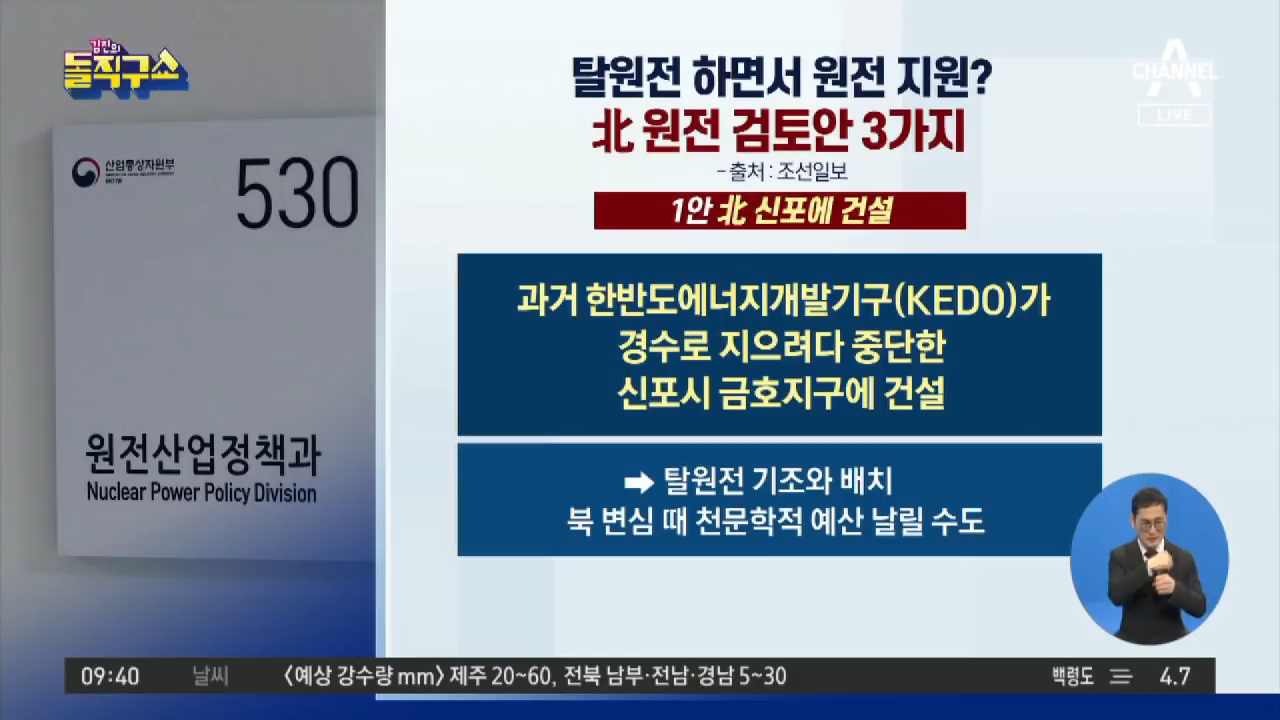 김진의
돌직구쇼
CHANNEL A
LIVE
탈원전 하면서 원전 지원?
北 원전 검토안 3가지
- 출처 : 조선일보
1안 北 신포에 건설
산업통상자원부
530
과거 한반도에너지개발기구(KEDO)가
경수로 지으려다 중단한
신포시 금호지구에 건설
원전산업정책과
Nuclear Power Policy Division
➡ 탈원전 기조와 배치
북 변심 때 천문학적 예산 날릴 수도
09:40 날씨 〈예상 강수량 mm〉 제주 20~60, 전북 남부·전남·경남 5~30 백령도 4.7